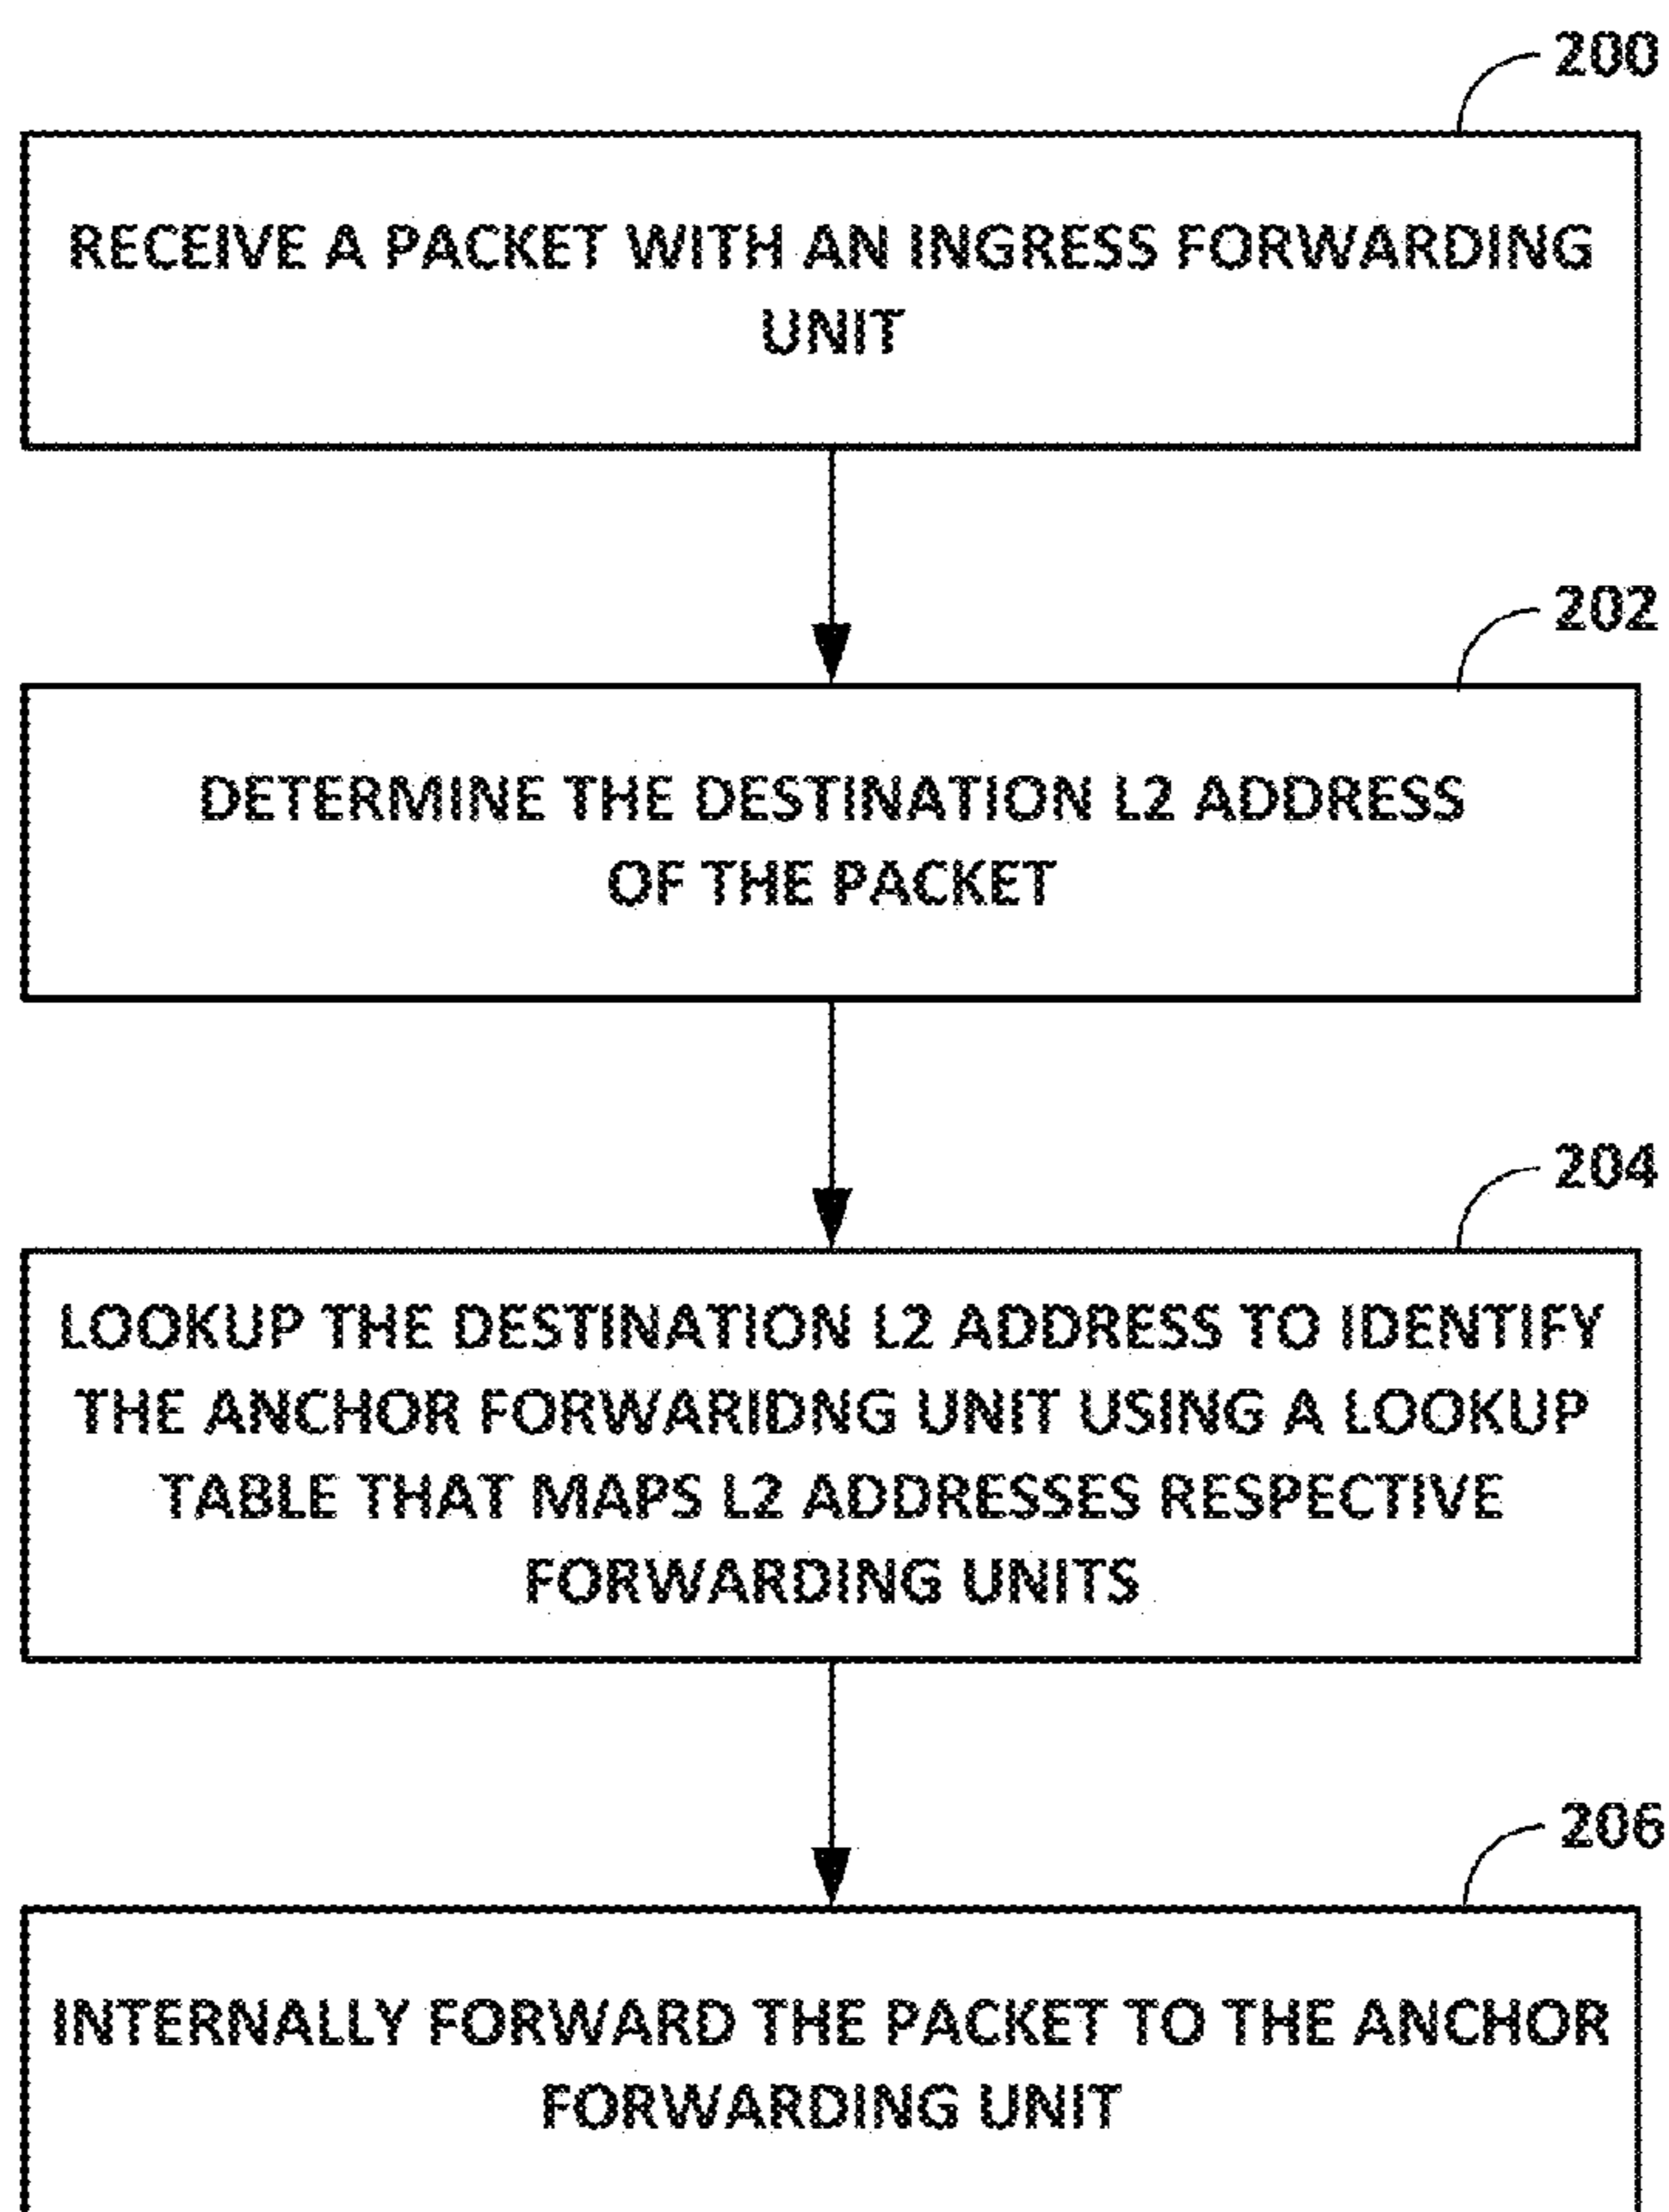 200
RECEIVE A PACKET WITH AN INGRESS FORWARDING
UNIT
202
DETERMINE THE DESTINATION L2 ADDRESS
OF THE PACKET
204
LOOKUP THE DESTINATION L2 ADDRESS TO IDENTIFY
THE ANCHOR FORWARIDNG UNIT USING A LOOKUP
TABLE THAT MAPS L2 ADDRESSES RESPECTIVE
FORWARDING UNITS
206
INTERNALLY FORWARD THE PACKET TO THE ANCHOR
FORWARDING UNIT